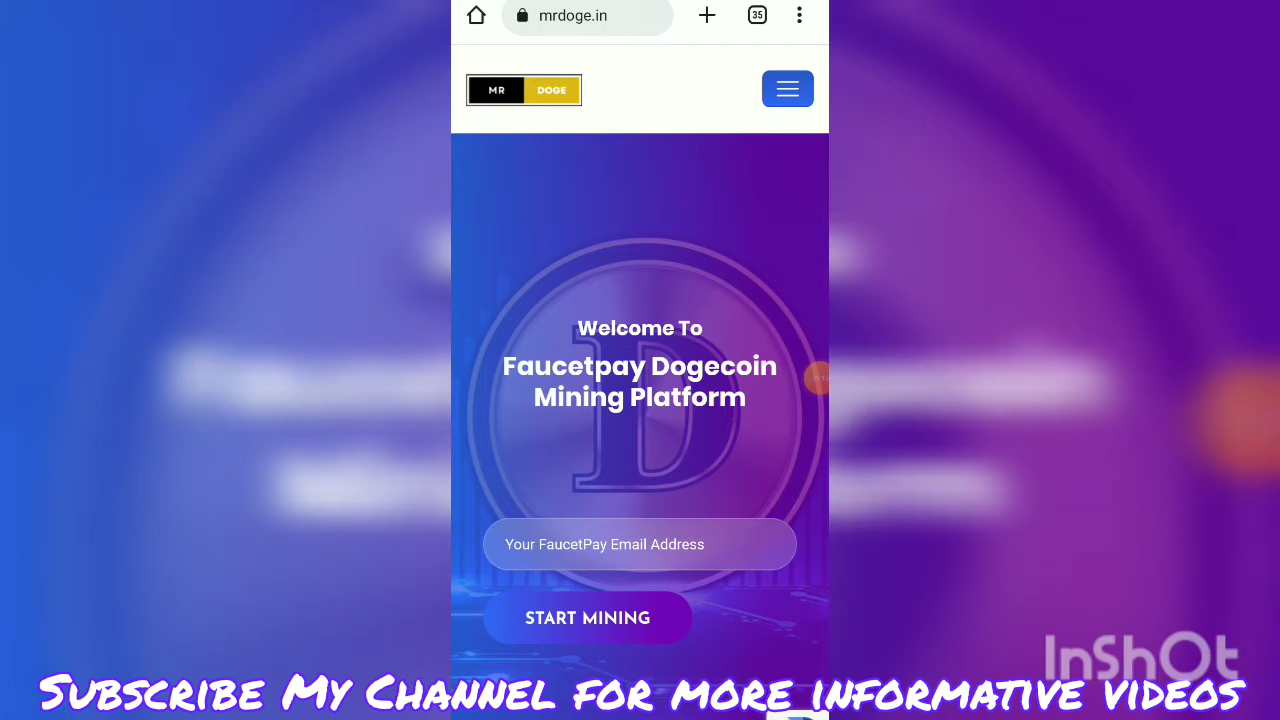 mrdoge.in
35
MR DOGE
Welcome To
Faucetpay Dogecoin
Mining Platform
Your FaucetPay Email Address
START MINING
InShOt
Subscribe My Channel for more informative videos